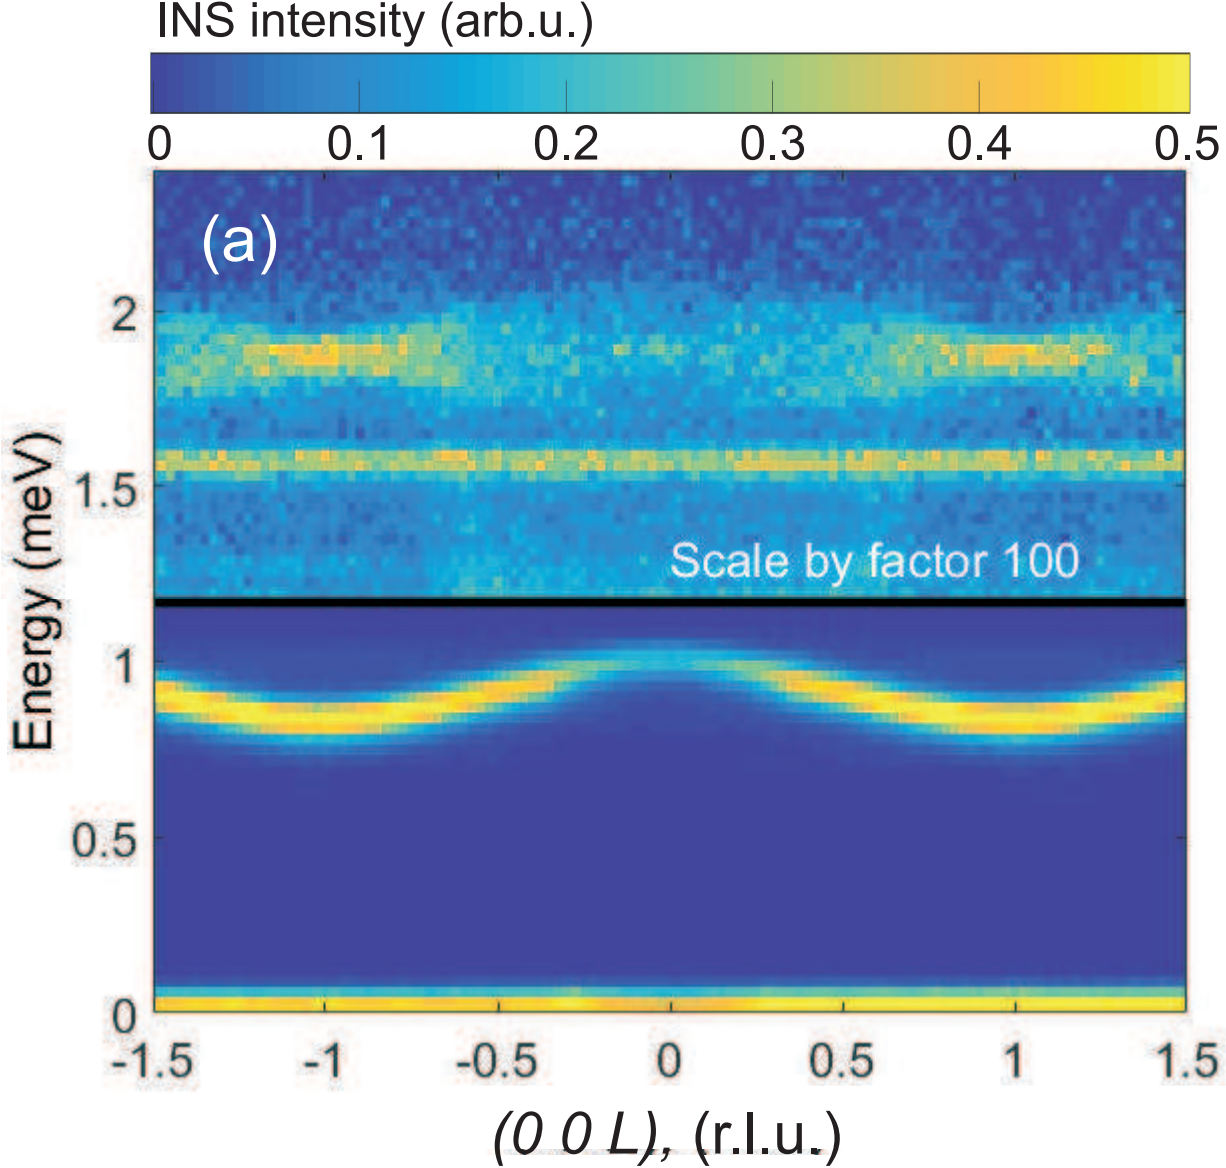 INS intensity (arb.u.)
0 0.1 0.2 0.3 0.4 0.5
(a)
2
1.5
Scale by factor 100
1
0.5
0
Energy (meV)
-1.5 -1 -0.5 0 0.5 1 1.5
(0 0 L), (r.l.u.)